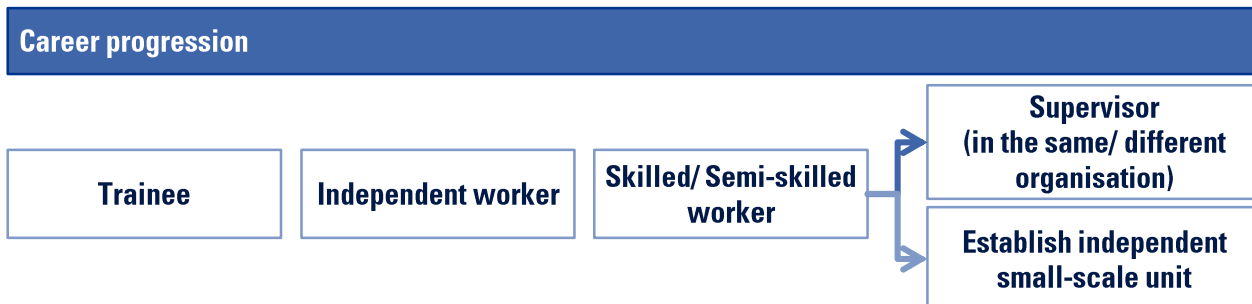 Career progression
Trainee
Independent worker
Skilled/ Semi-skilled
worker
Supervisor
(in the same/ different
organisation)
Establish independent
small-scale unit